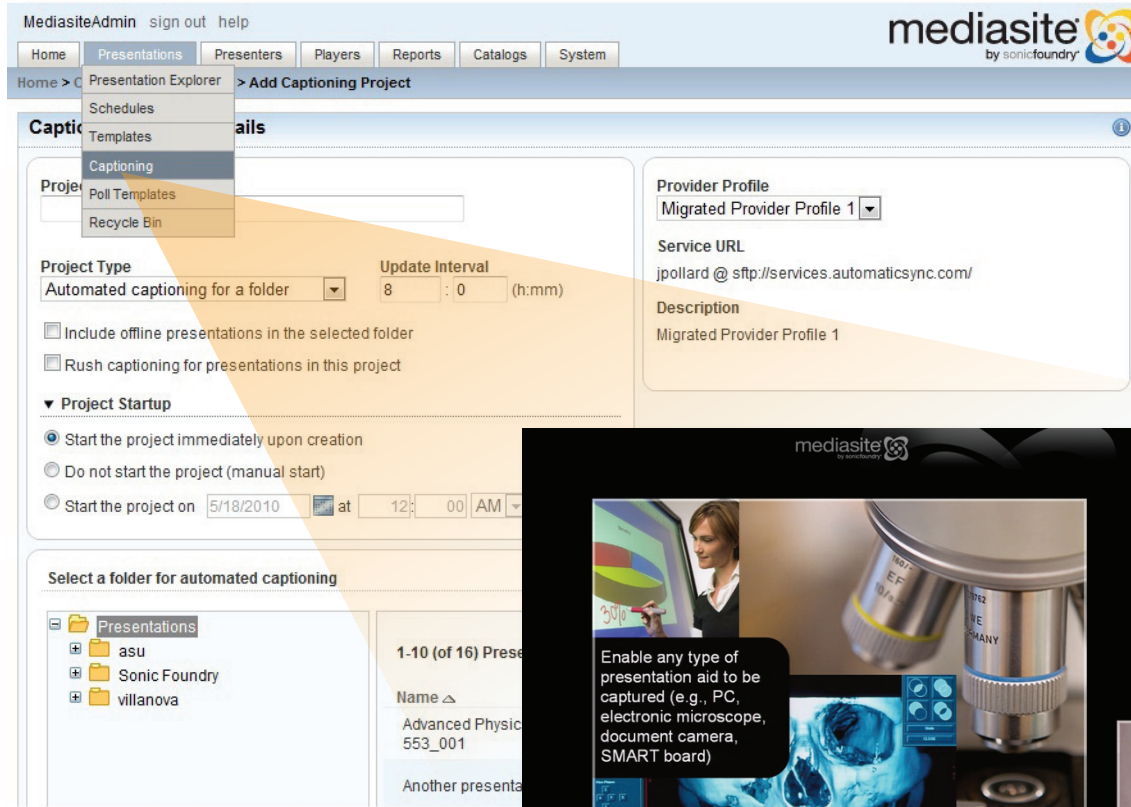 MediasiteAdmin sign out help
mediasite
by sonicfoundry
Home Presentations Presenters Players Reports Catalogs System
Home > > Add Captioning Project
Presentation Explorer
Schedules
Templates
Captioning
Poll Templates
Recycle Bin
Project Type
Automated captioning for a folder
Update Interval
8 : 0 (h:mm)
Include offline presentations in the selected folder
Rush captioning for presentations in this project
Project Startup
Start the project immediately upon creation
Do not start the project (manual start)
Start the project on 5/18/2010 at 12: 00 AM
Provider Profile
Migrated Provider Profile 1
Service URL
jpollard @ sftp://services.automaticsync.com/
Description
Migrated Provider Profile 1
Select a folder for automated captioning
Presentations
asu
Sonic Foundry
villanova
1-10 (of 16)
Name
Advanced
553_001
Another
mediasite
by sonicfoundry
30%
EF
10/
Enable any type of
presentation aid to be
captured (e.g., PC,
electronic microscope,
document camera,
SMART board)